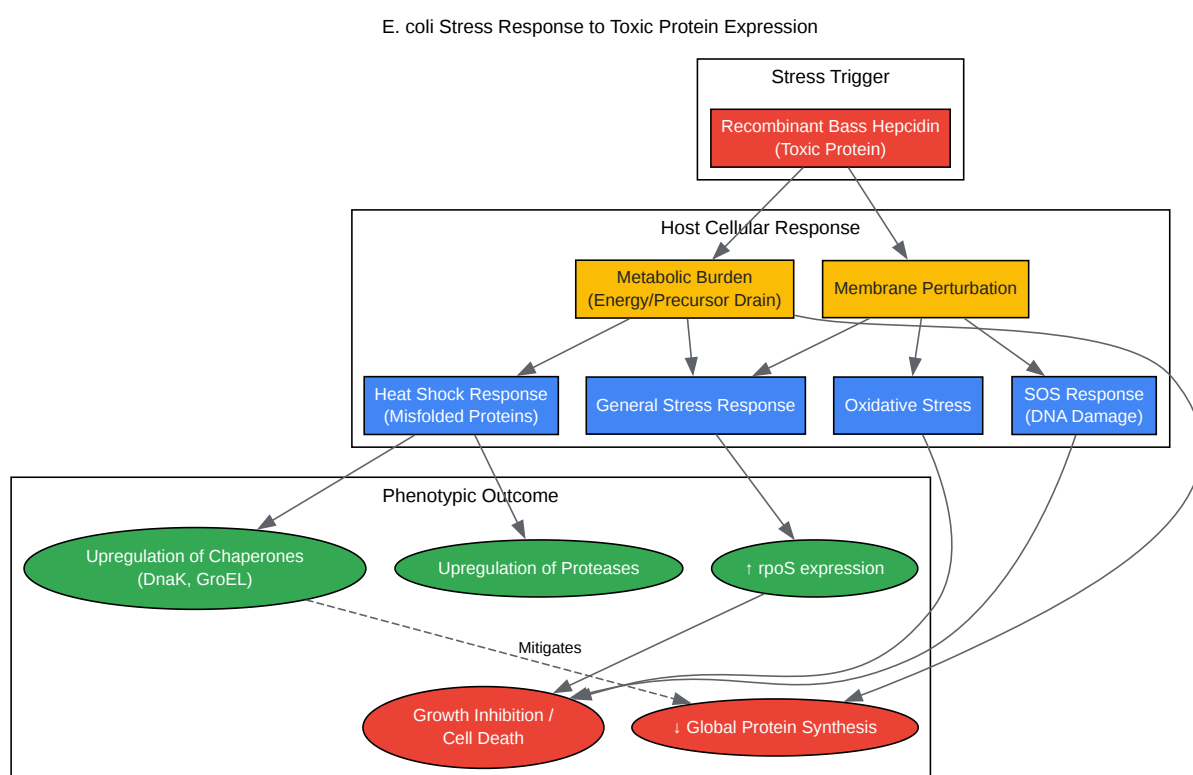 E. coli Stress Response to Toxic Protein Expression
Stress Trigger
Recombinant Bass Hepcidin
(Toxic Protein)
Host Cellular Response
Metabolic Burden
(Energy/Precursor Drain)
Membrane Perturbation
Heat Shock Response
(Misfolded Proteins)
General Stress Response
Oxidative Stress
SOS Response
(DNA Damage)
Phenotypic Outcome
Upregulation of Chaperones
(DnaK, GroEL)
Upregulation of Proteases
↑ rpoS expression
Mitigates
Growth Inhibition /
Cell Death
↓ Global Protein Synthesis